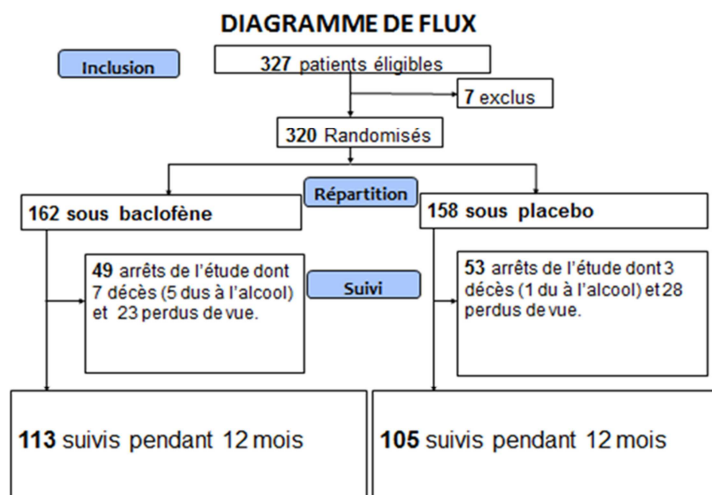 DIAGRAMME DE FLUX
Inclusion
327 patients éligibles
7 exclus
320 Randomisés
Répartition
162 sous baclofène
158 sous placebo
49 arrêts de l'étude dont
7 décès (5 dus à l'alcool)
et 23 perdus de vue.
Suivi
53 arrêts de l'étude dont 3
décès (1 du à l'alcool) et 28
perdus de vue.
113 suivis pendant 12 mois
105 suivis pendant 12 mois